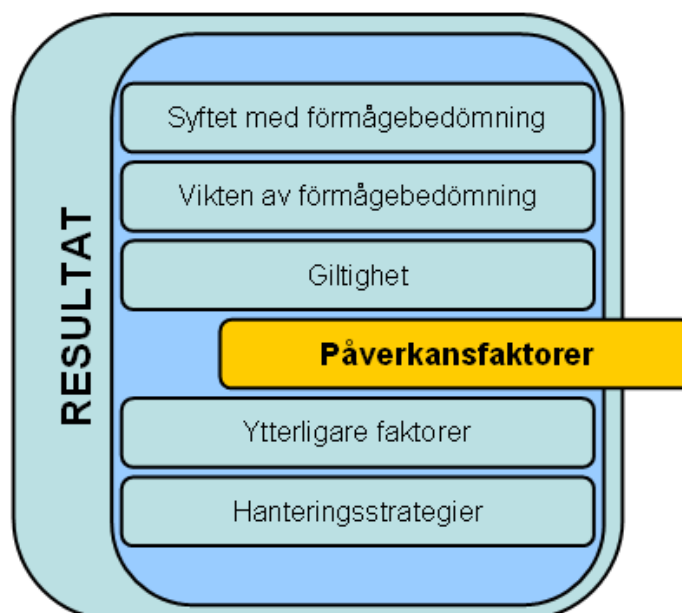 RESULTAT
Syftet med förmågebedömning
Vikten av förmågebedömning
Giltighet
Påverkansfaktorer
Ytterligare faktorer
Hanteringsstrategier